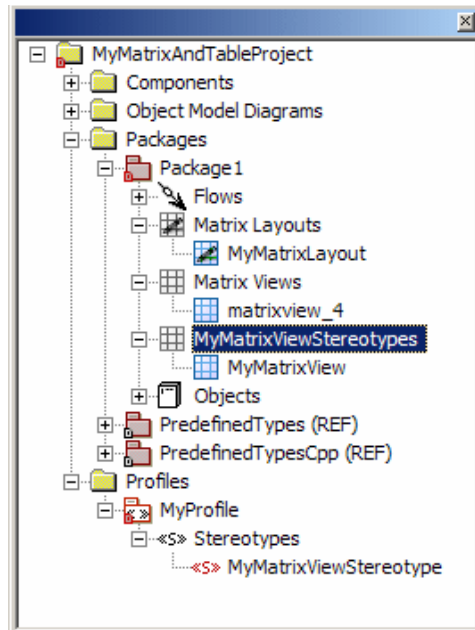 MyMatrixAndTableProject
Components
Object Model Diagrams
Packages
Package1
Flows
Matrix Layouts
MyMatrixLayout
Matrix Views
matrixview_4
MyMatrixViewStereotypes
MyMatrixView
Objects
PredefinedTypes (REF)
PredefinedTypesCpp (REF)
Profiles
MyProfile
«S» Stereotypes
«S» MyMatrixViewStereotype